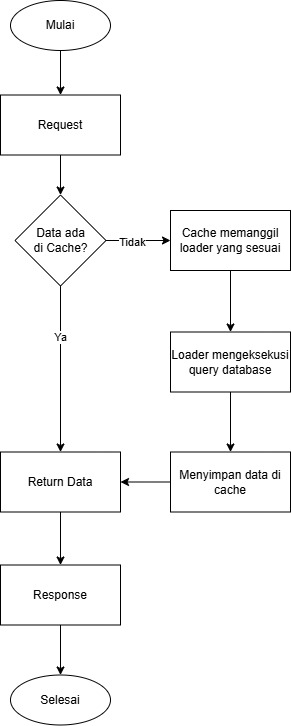 Mulai
Request
Data ada
di Cache?
Tidak
Cache memanggil
loader yang sesuai
Ya
Loader mengeksekusi
query database
Return Data
Menyimpan data di
cache
Response
Selesai